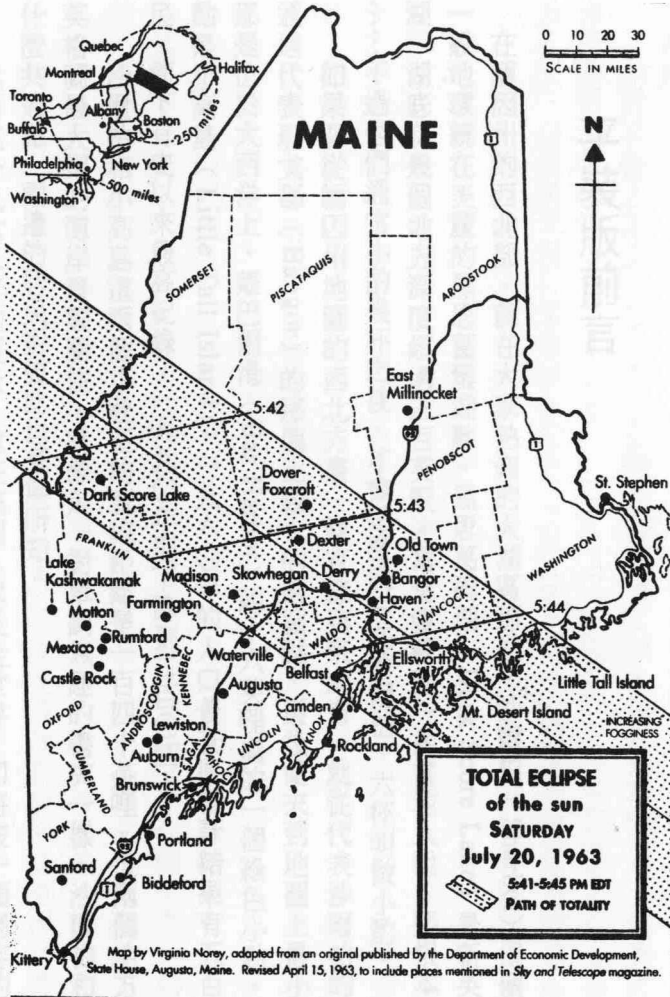 Quebec
Montreal
Halifax
Toronto
Albany
Buffalo
Boston
250 miles
Philadelphia
New York
500 miles
Washington
0 10 20 30
SCALE IN MILES
MAINE
1
N
SOMERSET
PISCATAQUIS
AROOSTOOK
East
Millinocket
95
1
5:42
PENOBSCOT
St. Stephen
Dark Score Lake
Dover-
Foxcroft
5:43
FRANKLIN
Dexter
Old Town
WASHINGTON
Lake
Kashwakamak
Madison
Skowhegan
Derry
Bangor
Motton
Farmington
Haven
HANCOCK
5:44
Mexico
Rumford
WALDO
Castle Rock
Waterville
Ellsworth
KENNEBEC
Belfast
Little Tall Island
ANDROSCOGGIN
Augusta
Camden
Mt. Desert Island
OXFORD
Lewiston
KNOX
INCREASING
FOGGINESS
Auburn
LINCOLN
Rockland
CUMBERLAND
Brunswick
YORK
95
Portland
Sanford
1
Biddeford
Kittery
TOTAL ECLIPSE
of the sun
SATURDAY
July 20, 1963
5:41-5:45 PM EDT
PATH OF TOTALITY
Map by Virginia Norey, adapted from an original published by the Department of Economic Development,
State House, Augusta, Maine. Revised April 15, 1963, to include places mentioned in Sky and Telescope magazine.